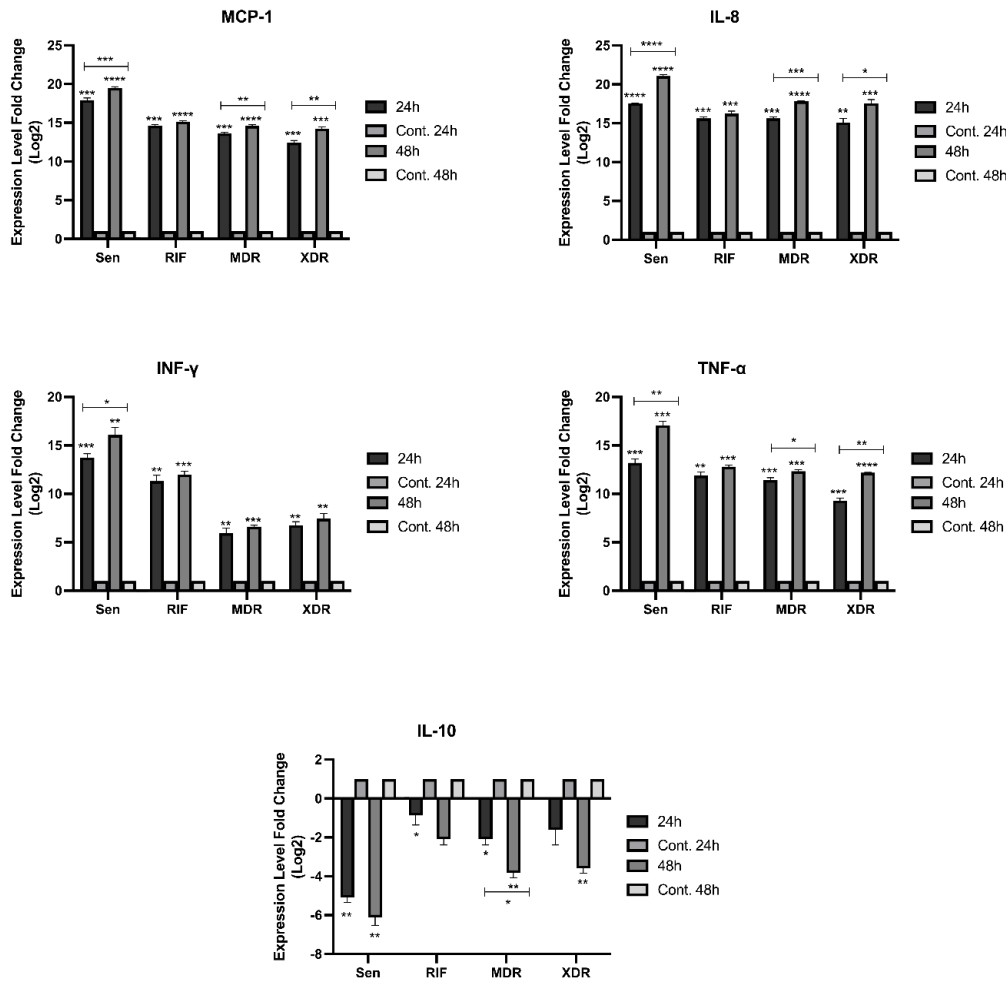 MCP-1
Expression Level Fold Change
(Log2)
25
20
15
10
5
0
***
***
****
***
****
**
***
****
**
***
***
Sen
RIF
MDR
XDR
24h
Cont. 24h
48h
Cont. 48h
IL-8
Expression Level Fold Change
(Log2)
25
20
15
10
5
0
****
****
****
***
***
***
***
****
*
**
***
Sen
RIF
MDR
XDR
24h
Cont. 24h
48h
Cont. 48h
INF-γ
Expression Level Fold Change
(Log2)
20
15
10
5
0
*
***
**
**
***
**
***
**
**
Sen
RIF
MDR
XDR
24h
Cont. 24h
48h
Cont. 48h
TNF-α
Expression Level Fold Change
(Log2)
20
15
10
5
0
**
***
***
**
***
*
***
***
**
***
****
Sen
RIF
MDR
XDR
24h
Cont. 24h
48h
Cont. 48h
IL-10
Expression Level Fold Change
(Log2)
2
0
-2
-4
-6
-8
**
**
*
*
**
*
**
Sen
RIF
MDR
XDR
24h
Cont. 24h
48h
Cont. 48h